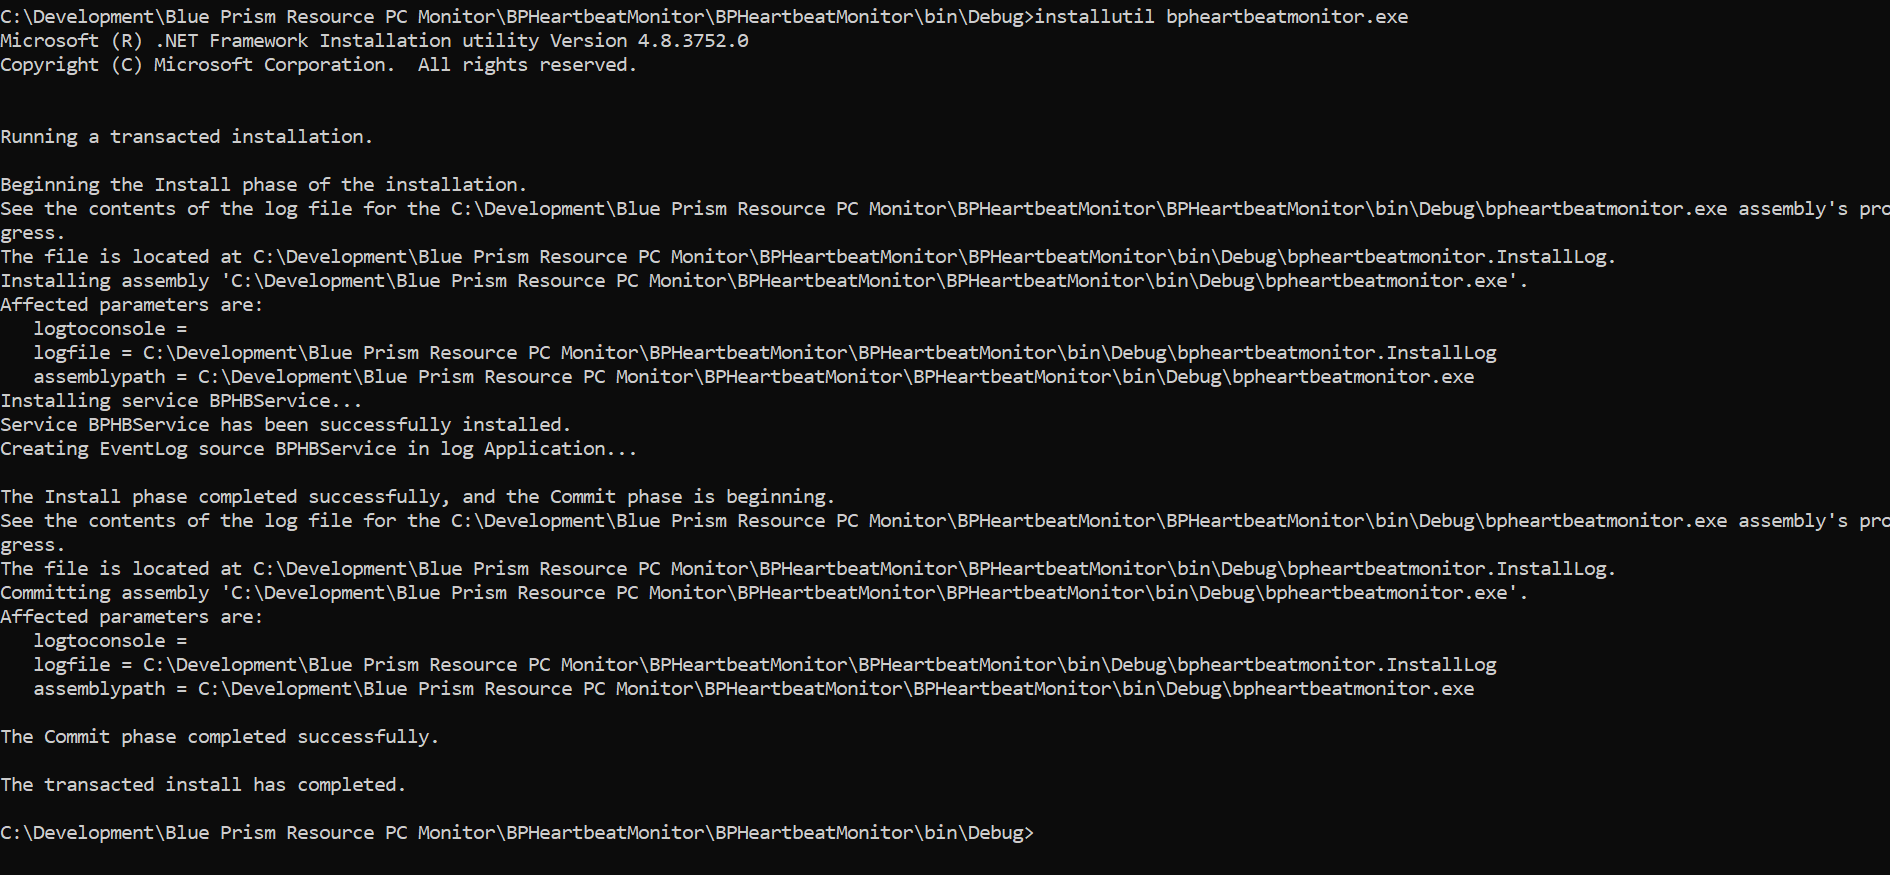 C:\Development\Blue Prism Resource PC Monitor\BPHeartbeatMonitor\BPHeartbeatMonitor\bin\Debug>installutil bpheartbeatmonitor.exe
Microsoft (R) .NET Framework Installation utility Version 4.8.3752.0
Copyright (C) Microsoft Corporation.  All rights reserved.
Running a transacted installation.
Beginning the Install phase of the installation.
See the contents of the log file for the C:\Development\Blue Prism Resource PC Monitor\BPHeartbeatMonitor\BPHeartbeatMonitor\bin\Debug\bpheartbeatmonitor.exe assembly's pro
gress.
The file is located at C:\Development\Blue Prism Resource PC Monitor\BPHeartbeatMonitor\BPHeartbeatMonitor\bin\Debug\bpheartbeatmonitor.InstallLog.
Installing assembly 'C:\Development\Blue Prism Resource PC Monitor\BPHeartbeatMonitor\BPHeartbeatMonitor\bin\Debug\bpheartbeatmonitor.exe'.
Affected parameters are:
   logtoconsole =
   logfile = C:\Development\Blue Prism Resource PC Monitor\BPHeartbeatMonitor\BPHeartbeatMonitor\bin\Debug\bpheartbeatmonitor.InstallLog
   assemblypath = C:\Development\Blue Prism Resource PC Monitor\BPHeartbeatMonitor\BPHeartbeatMonitor\bin\Debug\bpheartbeatmonitor.exe
Installing service BPHBService...
Service BPHBService has been successfully installed.
Creating EventLog source BPHBService in log Application...
The Install phase completed successfully, and the Commit phase is beginning.
See the contents of the log file for the C:\Development\Blue Prism Resource PC Monitor\BPHeartbeatMonitor\BPHeartbeatMonitor\bin\Debug\bpheartbeatmonitor.exe assembly's pro
gress.
The file is located at C:\Development\Blue Prism Resource PC Monitor\BPHeartbeatMonitor\BPHeartbeatMonitor\bin\Debug\bpheartbeatmonitor.InstallLog.
Committing assembly 'C:\Development\Blue Prism Resource PC Monitor\BPHeartbeatMonitor\BPHeartbeatMonitor\bin\Debug\bpheartbeatmonitor.exe'.
Affected parameters are:
   logtoconsole =
   logfile = C:\Development\Blue Prism Resource PC Monitor\BPHeartbeatMonitor\BPHeartbeatMonitor\bin\Debug\bpheartbeatmonitor.InstallLog
   assemblypath = C:\Development\Blue Prism Resource PC Monitor\BPHeartbeatMonitor\BPHeartbeatMonitor\bin\Debug\bpheartbeatmonitor.exe
The Commit phase completed successfully.
The transacted install has completed.
C:\Development\Blue Prism Resource PC Monitor\BPHeartbeatMonitor\BPHeartbeatMonitor\bin\Debug>